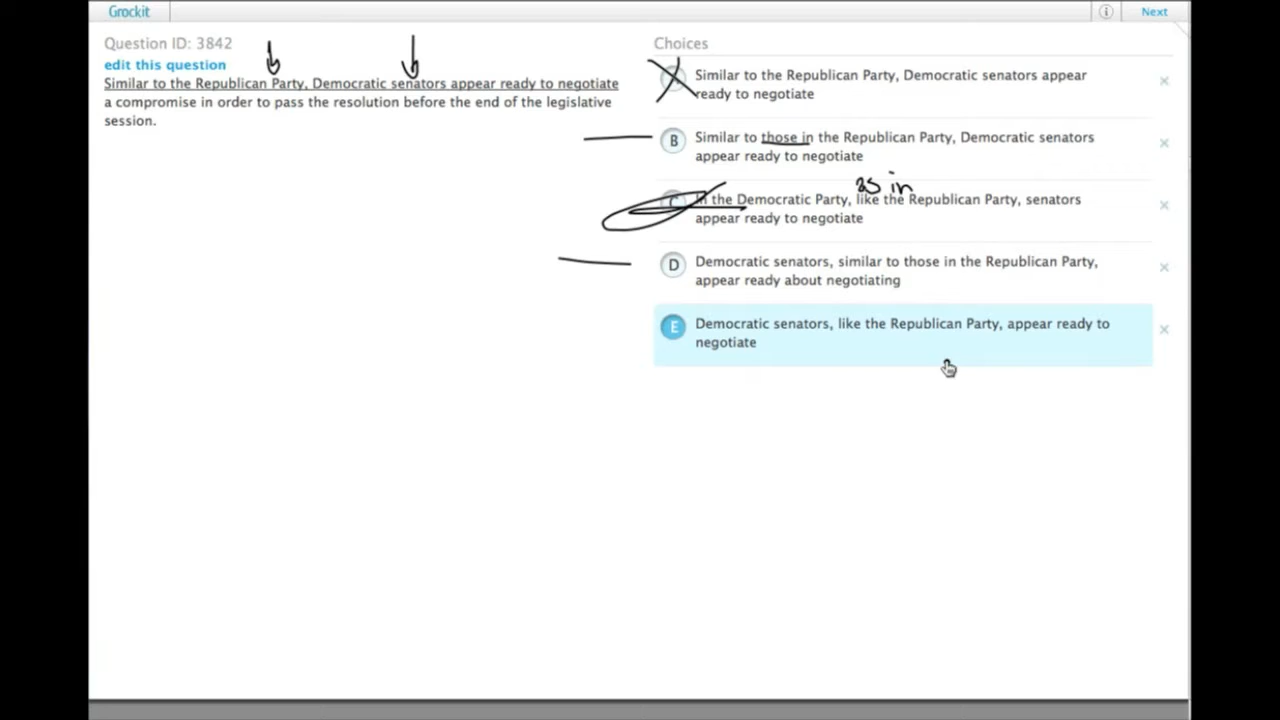 Grockit
Next
Question ID: 3842
edit this question
Similar to the Republican Party, Democratic senators appear ready to negotiate
a compromise in order to pass the resolution before the end of the legislative
session.
Choices
Similar to the Republican Party, Democratic senators appear
ready to negotiate
B
Similar to those in the Republican Party, Democratic senators
appear ready to negotiate
as in
C
In the Democratic Party, like the Republican Party, senators
appear ready to negotiate
D
Democratic senators, similar to those in the Republican Party,
appear ready about negotiating
E
Democratic senators, like the Republican Party, appear ready to
negotiate